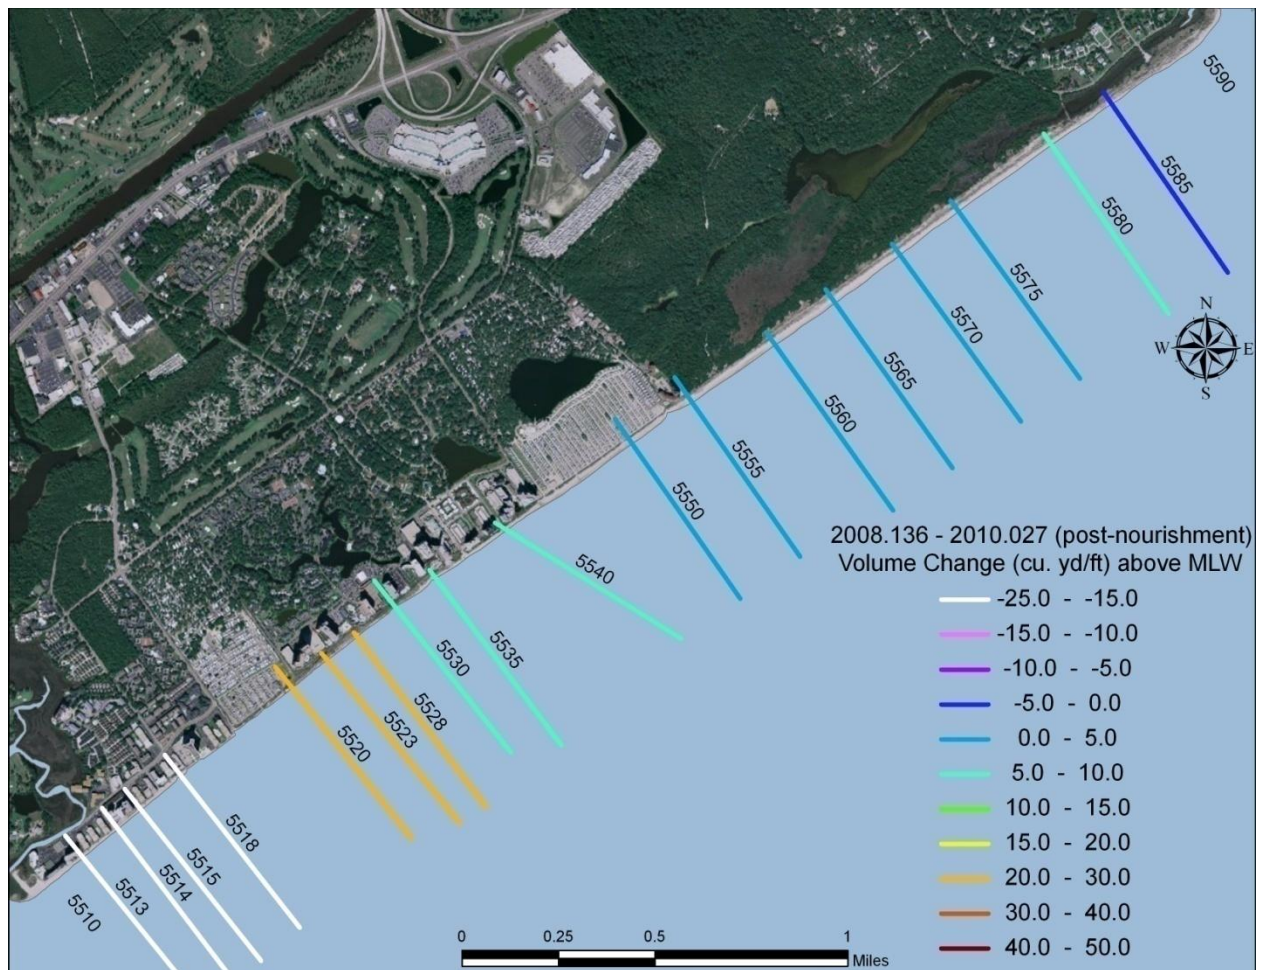 5590
5585
5580
5575
5570
5565
5560
5555
5550
5540
5535
5530
5528
5523
5520
5518
5515
5514
5513
5510
N
W E
S
2008.136 - 2010.027 (post-nourishment)
Volume Change (cu. yd/ft) above MLW
-25.0 - -15.0
-15.0 - -10.0
-10.0 - -5.0
-5.0 - 0.0
0.0 - 5.0
5.0 - 10.0
10.0 - 15.0
15.0 - 20.0
20.0 - 30.0
30.0 - 40.0
40.0 - 50.0
0 0.25 0.5 1
Miles